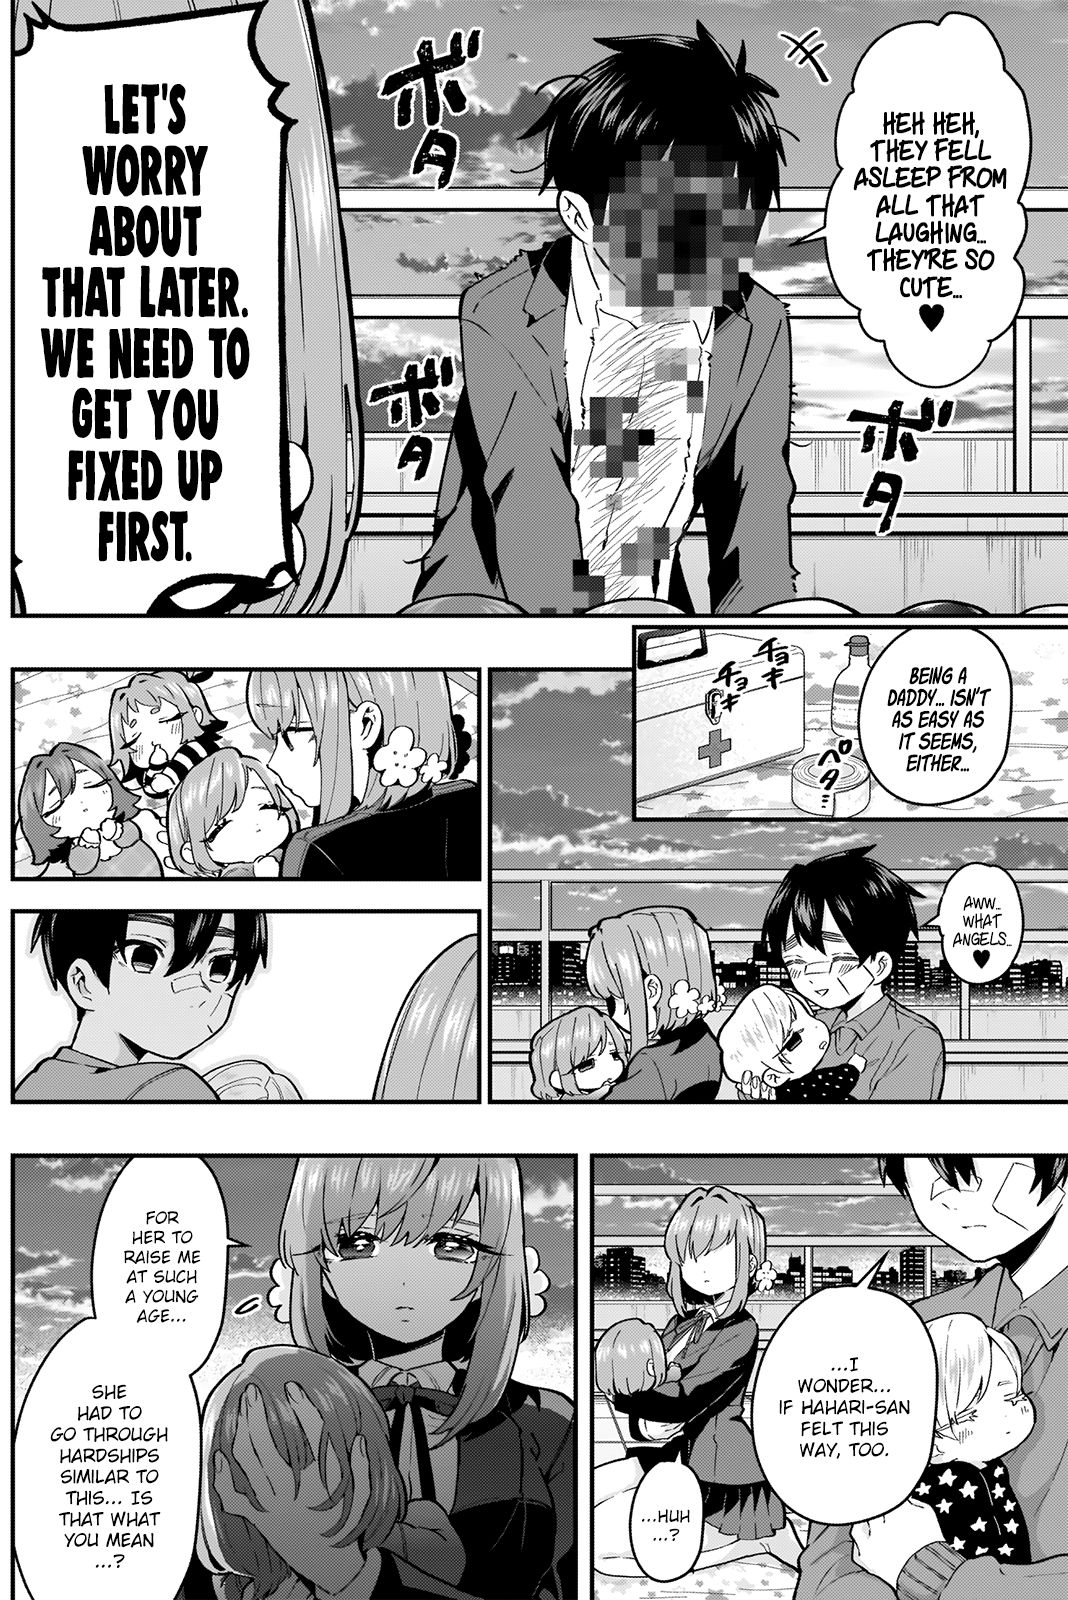 HEH HEH,
THEY FELL
ASLEEP FROM
ALL THAT
LAUGHING...
THEY'RE SO
CUTE...
♥
ボタ
ボタ
ボタ
LET'S
WORRY
ABOUT
THAT LATER.
WE NEED TO
GET YOU
FIXED UP
FIRST.
BEING A
DADDY... ISN'T
AS EASY AS
IT SEEMS,
EITHER...
チョキ
チョキ
ペタ…
AWW...
WHAT
ANGELS...
♥
...I
WONDER...
IF HAHARI-SAN
FELT THIS
WAY, TOO.
...HUH
...?
FOR
HER TO
RAISE ME
AT SUCH
A YOUNG
AGE...
SHE
HAD TO
GO THROUGH
HARDSHIPS
SIMILAR TO
THIS... IS
THAT WHAT
YOU MEAN
...?